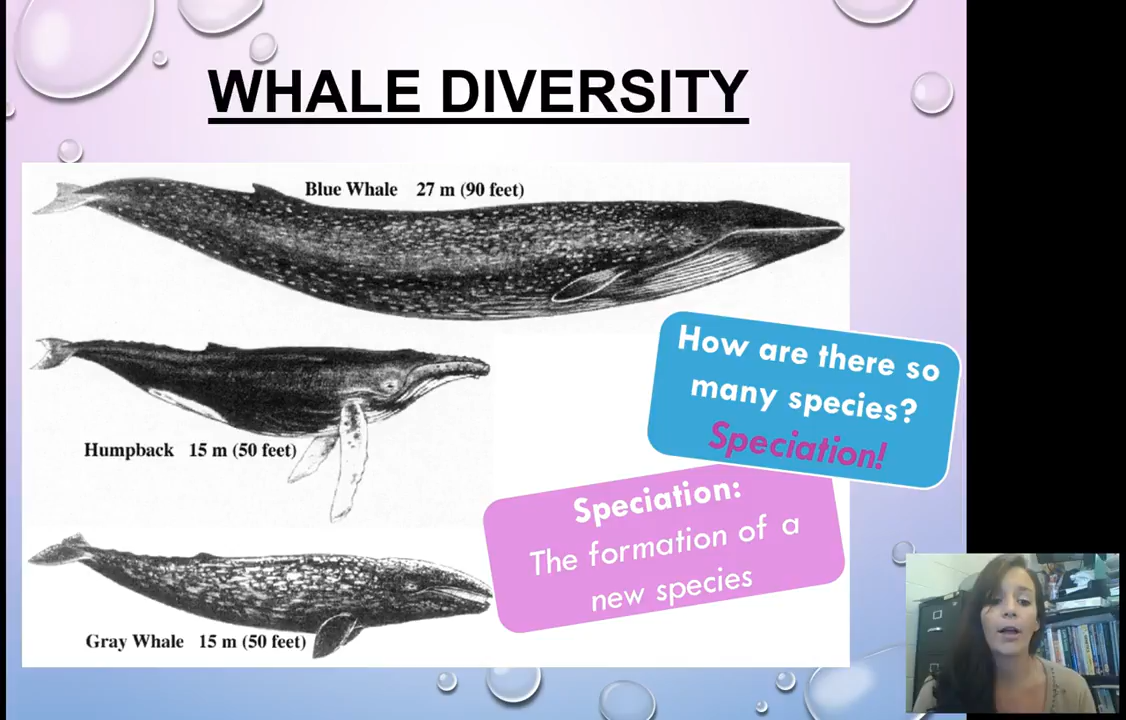 WHALE DIVERSITY
Blue Whale 27 m (90 feet)
How are there so
many species?
Speciation!
Humpback 15 m (50 feet)
Speciation:
The formation of a
new species
Gray Whale 15 m (50 feet)